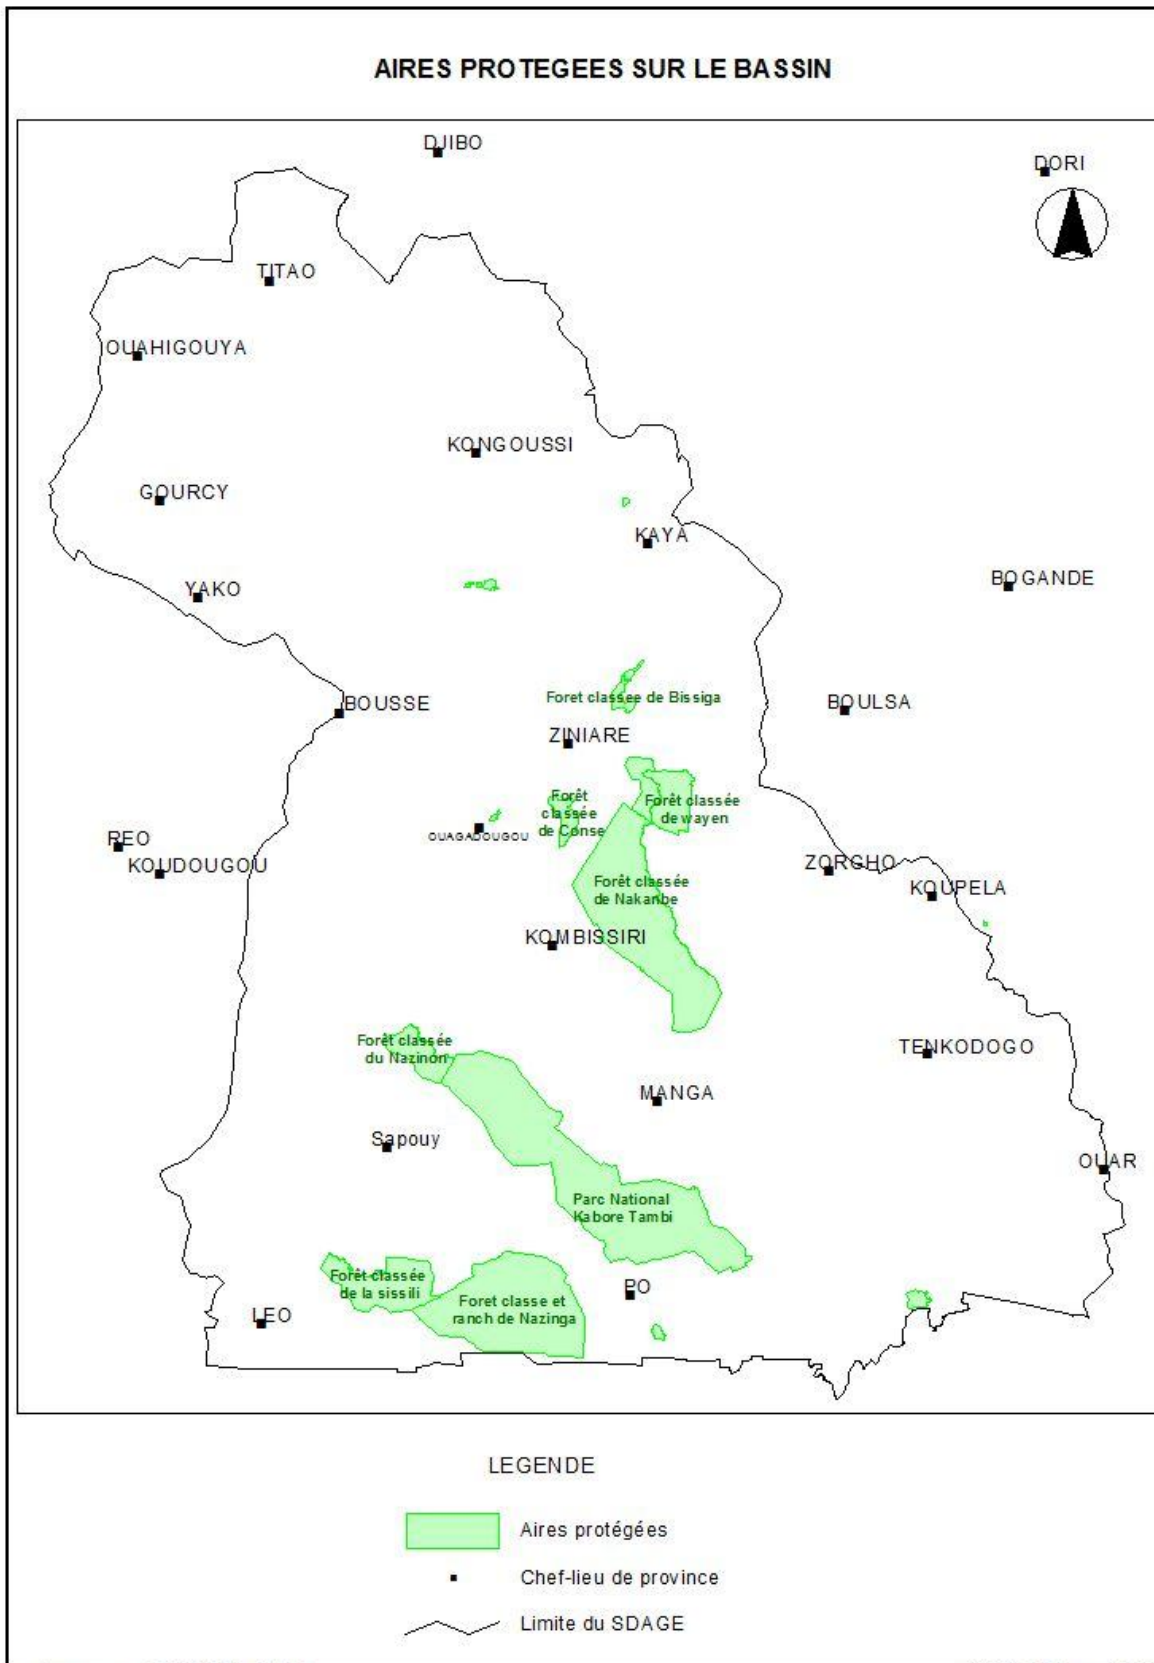 AIRES PROTEGEES SUR LE BASSIN
DJIBO
DORI
TITAO
OUAHIGOUYA
KONGOUSSI
GOURCY
KAYA
BOGANDE
YAKO
Foret classee de Bissiga
BOUSSE
BOULSA
ZINIARE
Forêt
classée
de Conse
Forêt classée
de wayen
OUAGADOUGOU
REO
KOUDOUGOU
ZORGHO
KOUPELA
Forêt classée
de Nakanbe
KOMBISSIRI
Forêt classée
du Nazinon
TENKODOGO
MANGA
Sapouy
OUAR
Parc National
Kabore Tambi
Forêt classée
de la sissili
PO
Foret classe et
ranch de Nazinga
LEO
LEGENDE
Aires protégées
Chef-lieu de province
Limite du SDAGE